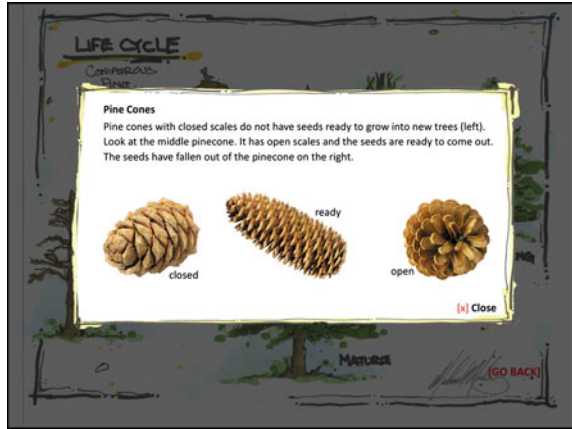 LIFE CYCLE
CONIFEROUS
PINE
Pine Cones
Pine cones with closed scales do not have seeds ready to grow into new trees (left).
Look at the middle pinecone. It has open scales and the seeds are ready to come out.
The seeds have fallen out of the pinecone on the right.
ready
closed
open
[x] Close
MATURE
[GO BACK]